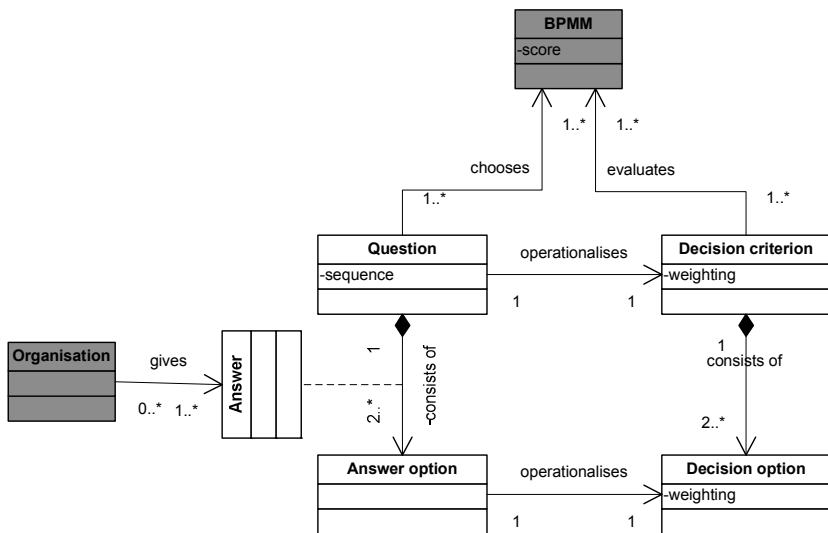 BPMM
-score
1..* 1..*
chooses evaluates
1..* 1..*
Question operationalises Decision criterion
-sequence -weighting
1 1
Organisation gives Answer 1 -consists of 1
consists of
0..* 1..* 2..* 2..*
Answer option operationalises Decision option
-weighting
1 1